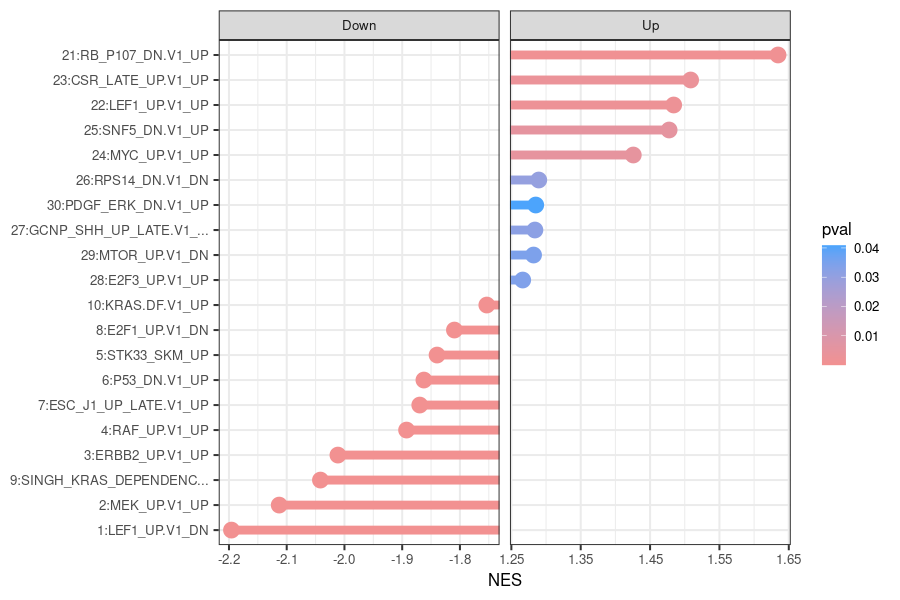 Down
Up
21:RB_P107_DN.V1_UP
23:CSR_LATE_UP.V1_UP
22:LEF1_UP.V1_UP
25:SNF5_DN.V1_UP
24:MYC_UP.V1_UP
26:RPS14_DN.V1_DN
30:PDGF_ERK_DN.V1_UP
27:GCNP_SHH_UP_LATE.V1_...
29:MTOR_UP.V1_DN
28:E2F3_UP.V1_UP
10:KRAS.DF.V1_UP
8:E2F1_UP.V1_DN
5:STK33_SKM_UP
6:P53_DN.V1_UP
7:ESC_J1_UP_LATE.V1_UP
4:RAF_UP.V1_UP
3:ERBB2_UP.V1_UP
9:SINGH_KRAS_DEPENDENC...
2:MEK_UP.V1_UP
1:LEF1_UP.V1_DN
-2.2 -2.1 -2.0 -1.9 -1.8
1.25 1.35 1.45 1.55 1.65
NES
pval
0.04
0.03
0.02
0.01